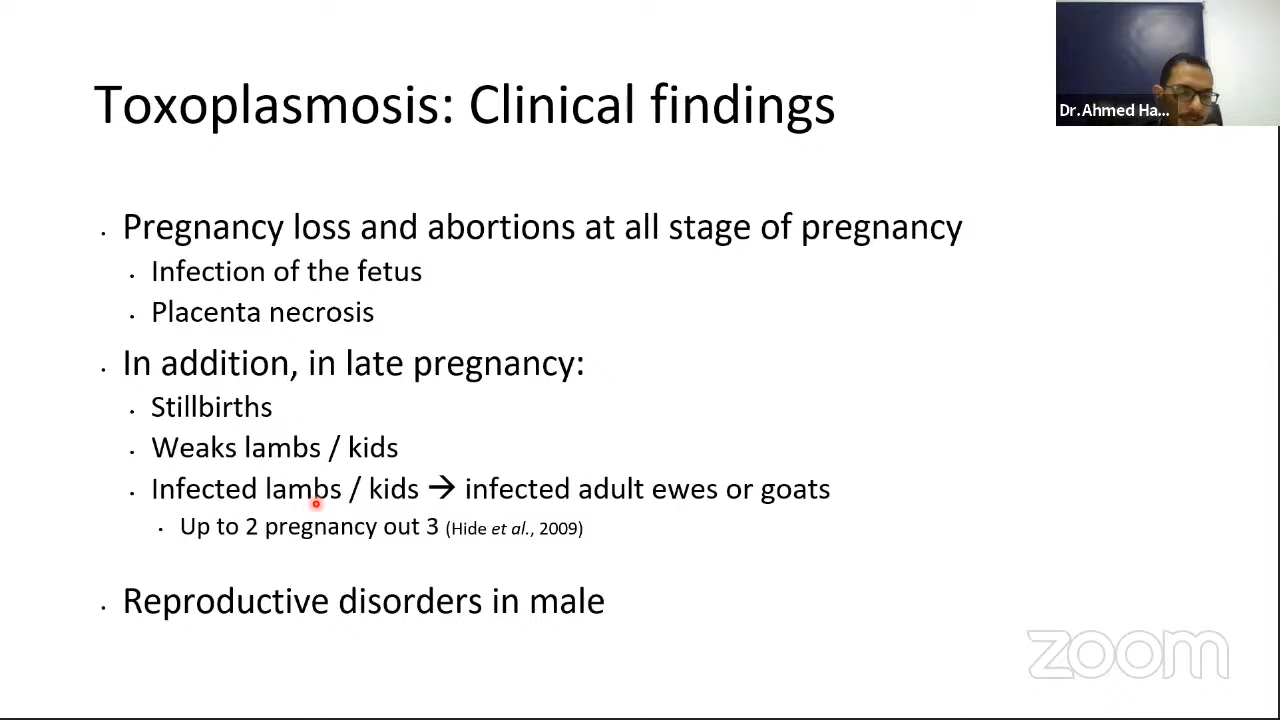 Toxoplasmosis: Clinical findings
Dr.Ahmed Ha...
· Pregnancy loss and abortions at all stage of pregnancy
· Infection of the fetus
· Placenta necrosis
· In addition, in late pregnancy:
· Stillbirths
· Weaks lambs / kids
· Infected lambs / kids → infected adult ewes or goats
· Up to 2 pregnancy out 3 (Hide et al., 2009)
· Reproductive disorders in male
zoom